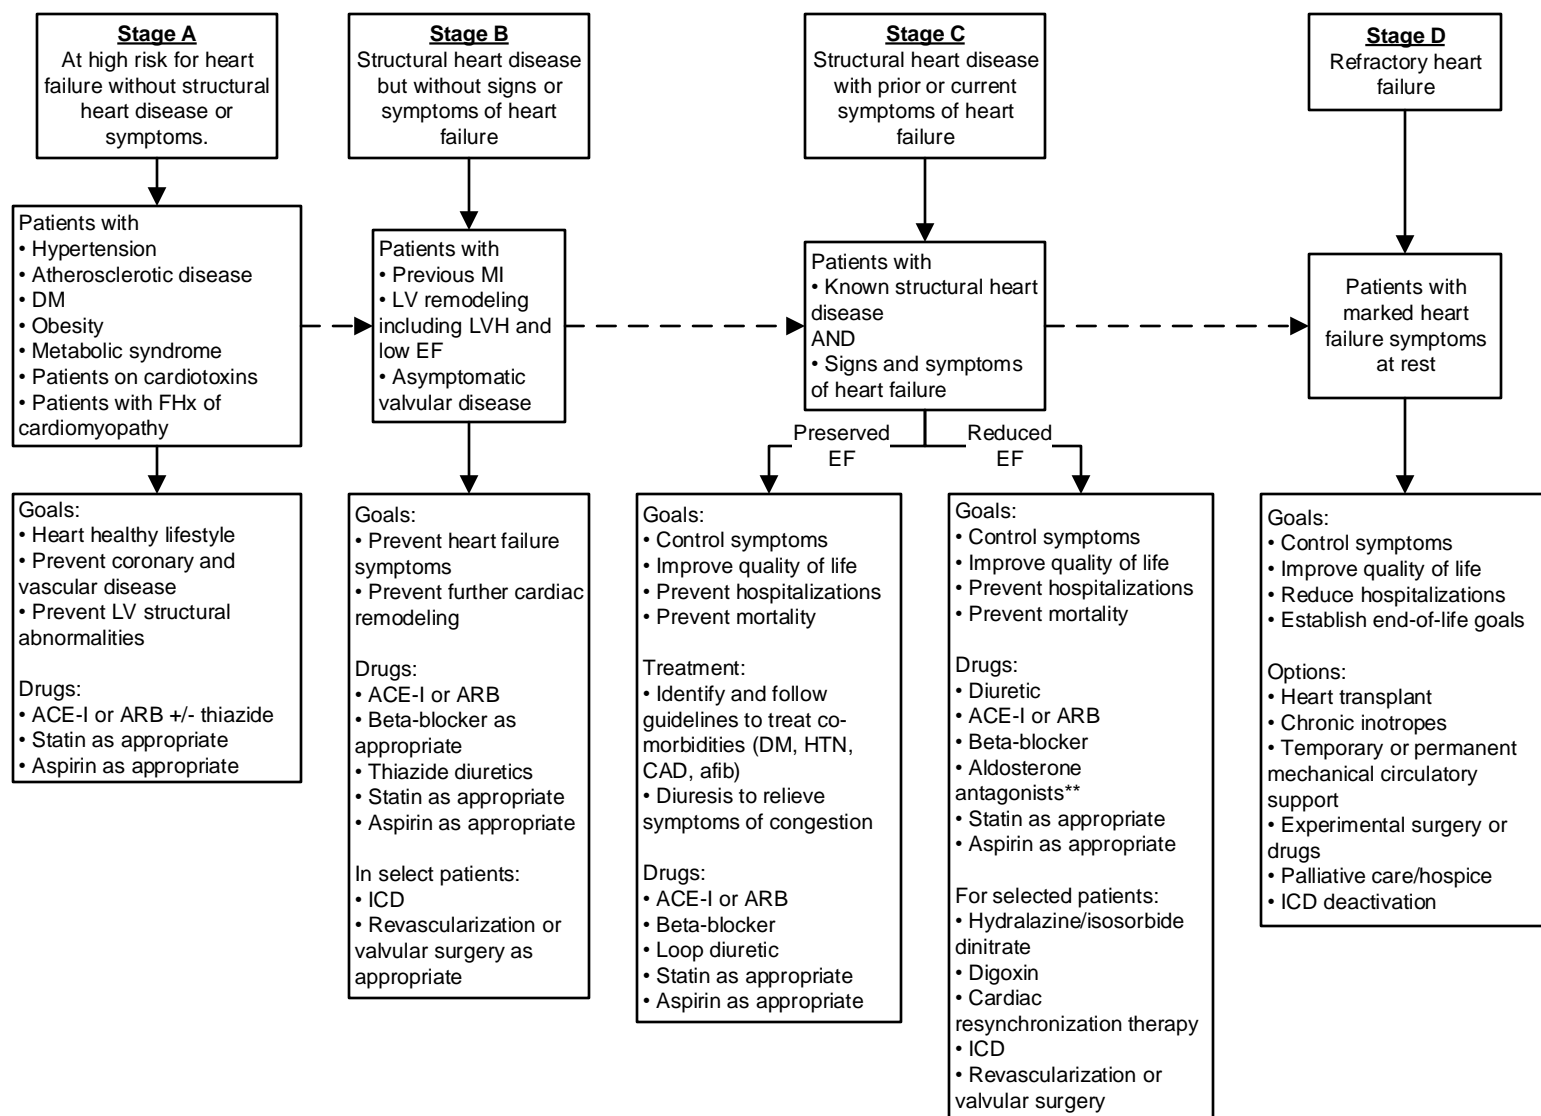 Stage A
At high risk for heart
failure without structural
heart disease or
symptoms.
Stage B
Structural heart disease
but without signs or
symptoms of heart
failure
Stage C
Structural heart disease
with prior or current
symptoms of heart
failure
Stage D
Refractory heart
failure
Patients with
• Hypertension
• Atherosclerotic disease
• DM
• Obesity
• Metabolic syndrome
• Patients on cardiotoxins
• Patients with FHx of
cardiomyopathy
Patients with
• Previous MI
• LV remodeling
including LVH and
low EF
• Asymptomatic
valvular disease
Patients with
• Known structural heart
disease
AND
• Signs and symptoms
of heart failure
Patients with
marked heart
failure symptoms
at rest
Preserved
EF
Reduced
EF
Goals:
• Heart healthy lifestyle
• Prevent coronary and
vascular disease
• Prevent LV structural
abnormalities
Drugs:
• ACE-I or ARB +/- thiazide
• Statin as appropriate
• Aspirin as appropriate
Goals:
• Prevent heart failure
symptoms
• Prevent further cardiac
remodeling
Drugs:
• ACE-I or ARB
• Beta-blocker as
appropriate
• Thiazide diuretics
• Statin as appropriate
• Aspirin as appropriate
In select patients:
• ICD
• Revascularization or
valvular surgery as
appropriate
Goals:
• Control symptoms
• Improve quality of life
• Prevent hospitalizations
• Prevent mortality
Treatment:
• Identify and follow
guidelines to treat co-
morbidities (DM, HTN,
CAD, afib)
• Diuresis to relieve
symptoms of congestion
Drugs:
• ACE-I or ARB
• Beta-blocker
• Loop diuretic
• Statin as appropriate
• Aspirin as appropriate
Goals:
• Control symptoms
• Improve quality of life
• Prevent hospitalizations
• Prevent mortality
Drugs:
• Diuretic
• ACE-I or ARB
• Beta-blocker
• Aldosterone
antagonists**
• Statin as appropriate
• Aspirin as appropriate
For selected patients:
• Hydralazine/isosorbide
dinitrate
• Digoxin
• Cardiac
resynchronization therapy
• ICD
• Revascularization or
valvular surgery
Goals:
• Control symptoms
• Improve quality of life
• Reduce hospitalizations
• Establish end-of-life goals
Options:
• Heart transplant
• Chronic inotropes
• Temporary or permanent
mechanical circulatory
support
• Experimental surgery or
drugs
• Palliative care/hospice
• ICD deactivation